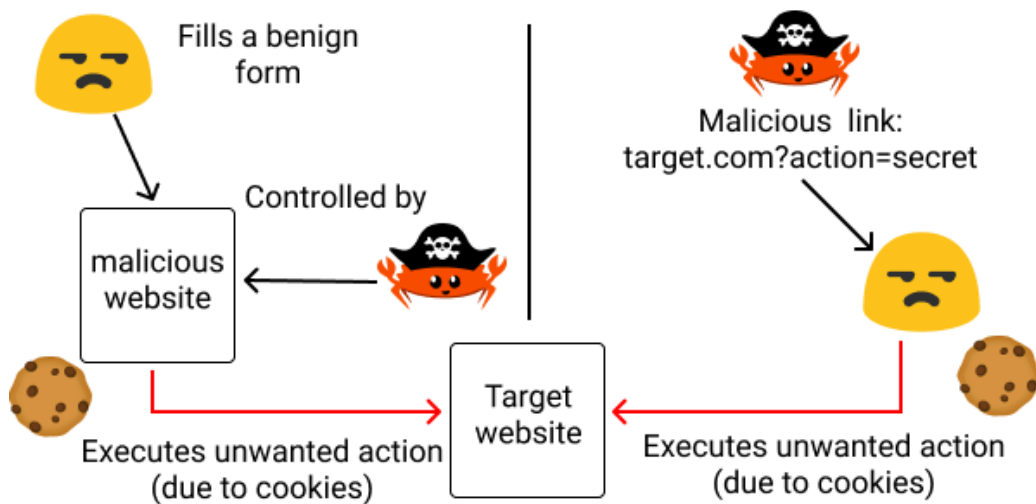 Fills a benign
form
Controlled by
malicious
website
Executes unwanted action
(due to cookies)
Malicious link:
target.com?action=secret
Target
website
Executes unwanted action
(due to cookies)